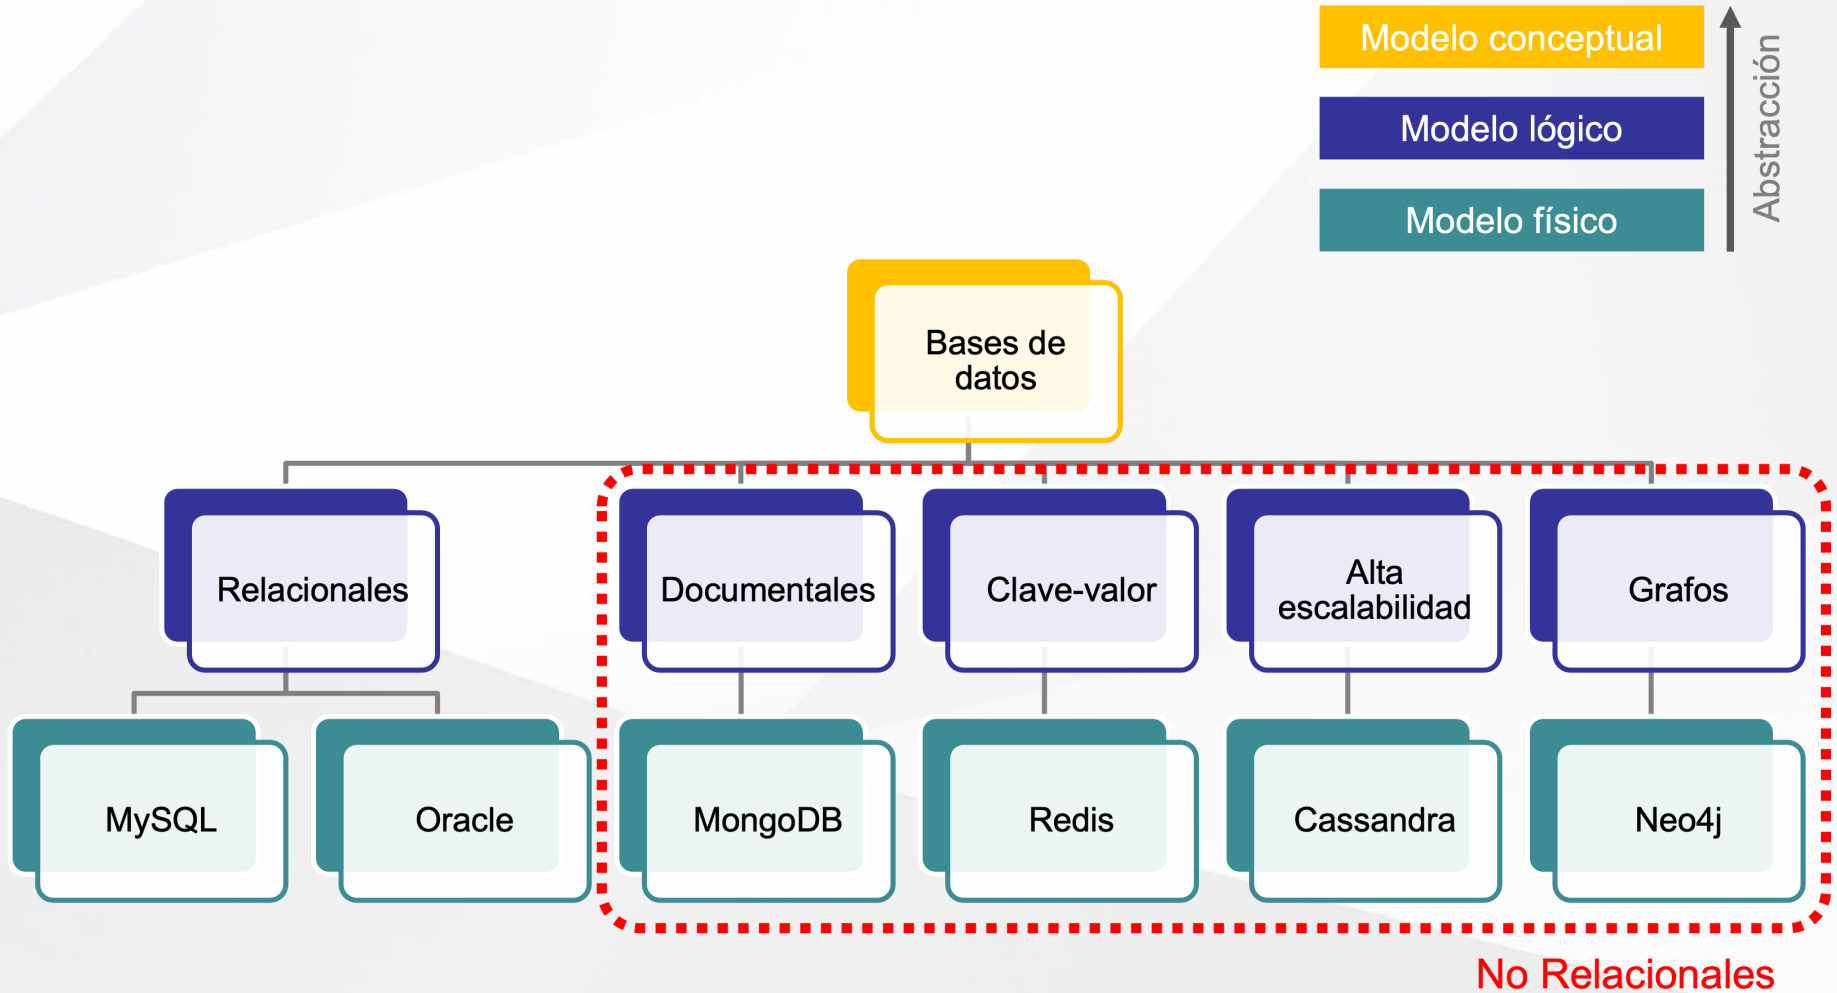 Modelo conceptual
Modelo lógico
Modelo físico
Abstracción
Bases de
datos
Relacionales
Documentales
Clave-valor
Alta
escalabilidad
Grafos
MySQL
Oracle
MongoDB
Redis
Cassandra
Neo4j
No Relacionales